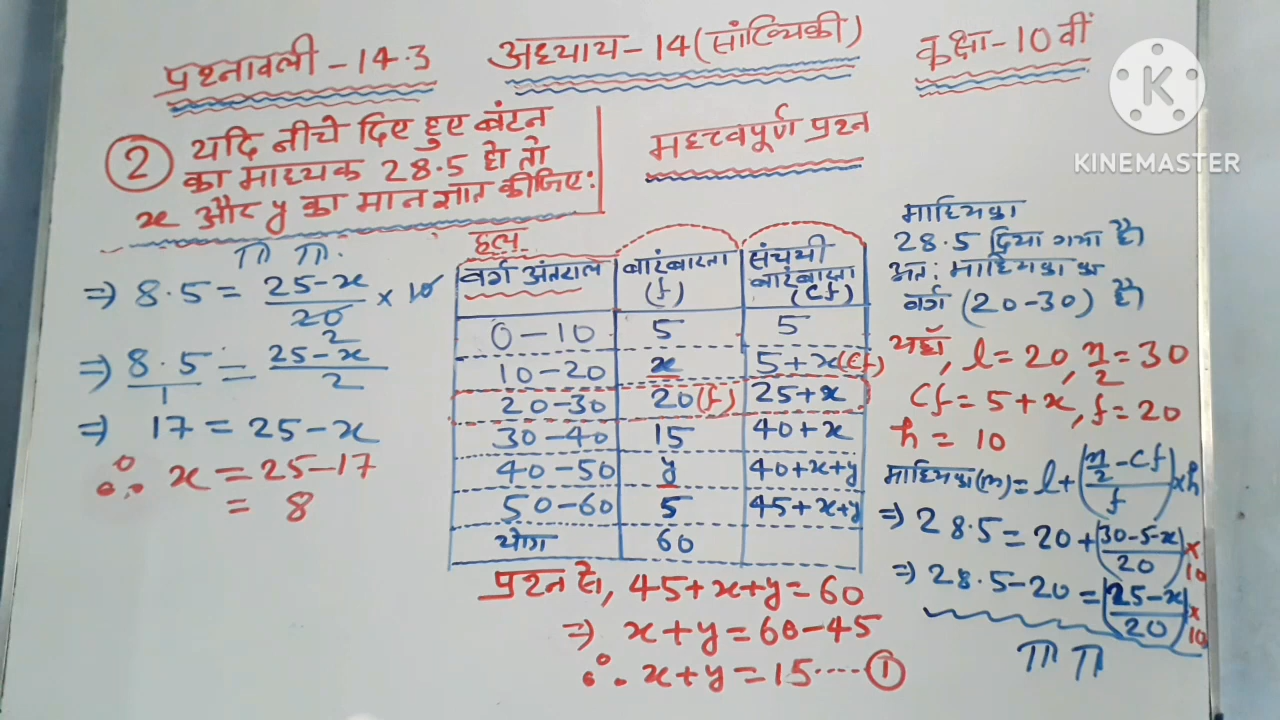 प्रश्नावली - 14.3 अध्याय - 14 (सांख्यिकी) कक्षा - 10 वीं
K
KINEMASTER
② यदि नीचे दिए हुए बंटन
का माध्यक 28.5 हो तो
x और y का मान ज्ञात कीजिए:
महत्त्वपूर्ण प्रश्न
हल
वर्ग अंतराल बारंबारता (f) संचयी बारंबारता (cf)
0-10 5 5
10-20 x 5+x (cf)
20-30 20 (f) 25+x
30-40 15 40+x
40-50 y 40+x+y
50-60 5 45+x+y
योग 60
प्रश्न से, 45+x+y=60
⇒ x+y=60-45
∴ x+y=15 ----- ①
माध्यिका
28.5 दिया गया है।
अत: माध्यिका का
वर्ग (20-30) है
यहाँ, l=20, n/2=30
cf=5+x, f=20
h=10
माध्यिका(m)=l+((n/2-cf)/f)×h
⇒ 28.5=20+((30-5-x)/20)×10
⇒ 28.5-20=((25-x)/20)×10
⇒ 8.5=(25-x)/20×10
2
⇒ 8.5/1=(25-x)/2
⇒ 17=25-x
∴ x=25-17
= 8